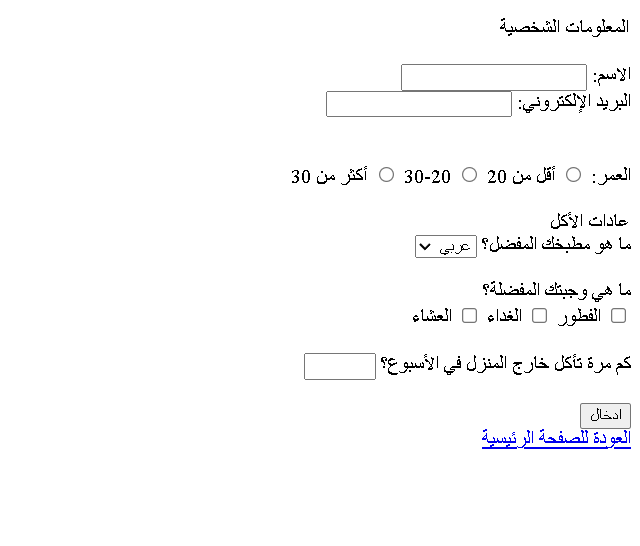 المعلومات الشخصية
الاسم:
البريد الإلكتروني:
العمر: أقل من 20 20-30 أكثر من 30
عادات الأكل
ما هو مطبخك المفضل؟ عربي
ما هي وجبتك المفضلة؟
الفطور الغداء العشاء
كم مرة تأكل خارج المنزل في الأسبوع؟
ادخال
العودة للصفحة الرئيسية